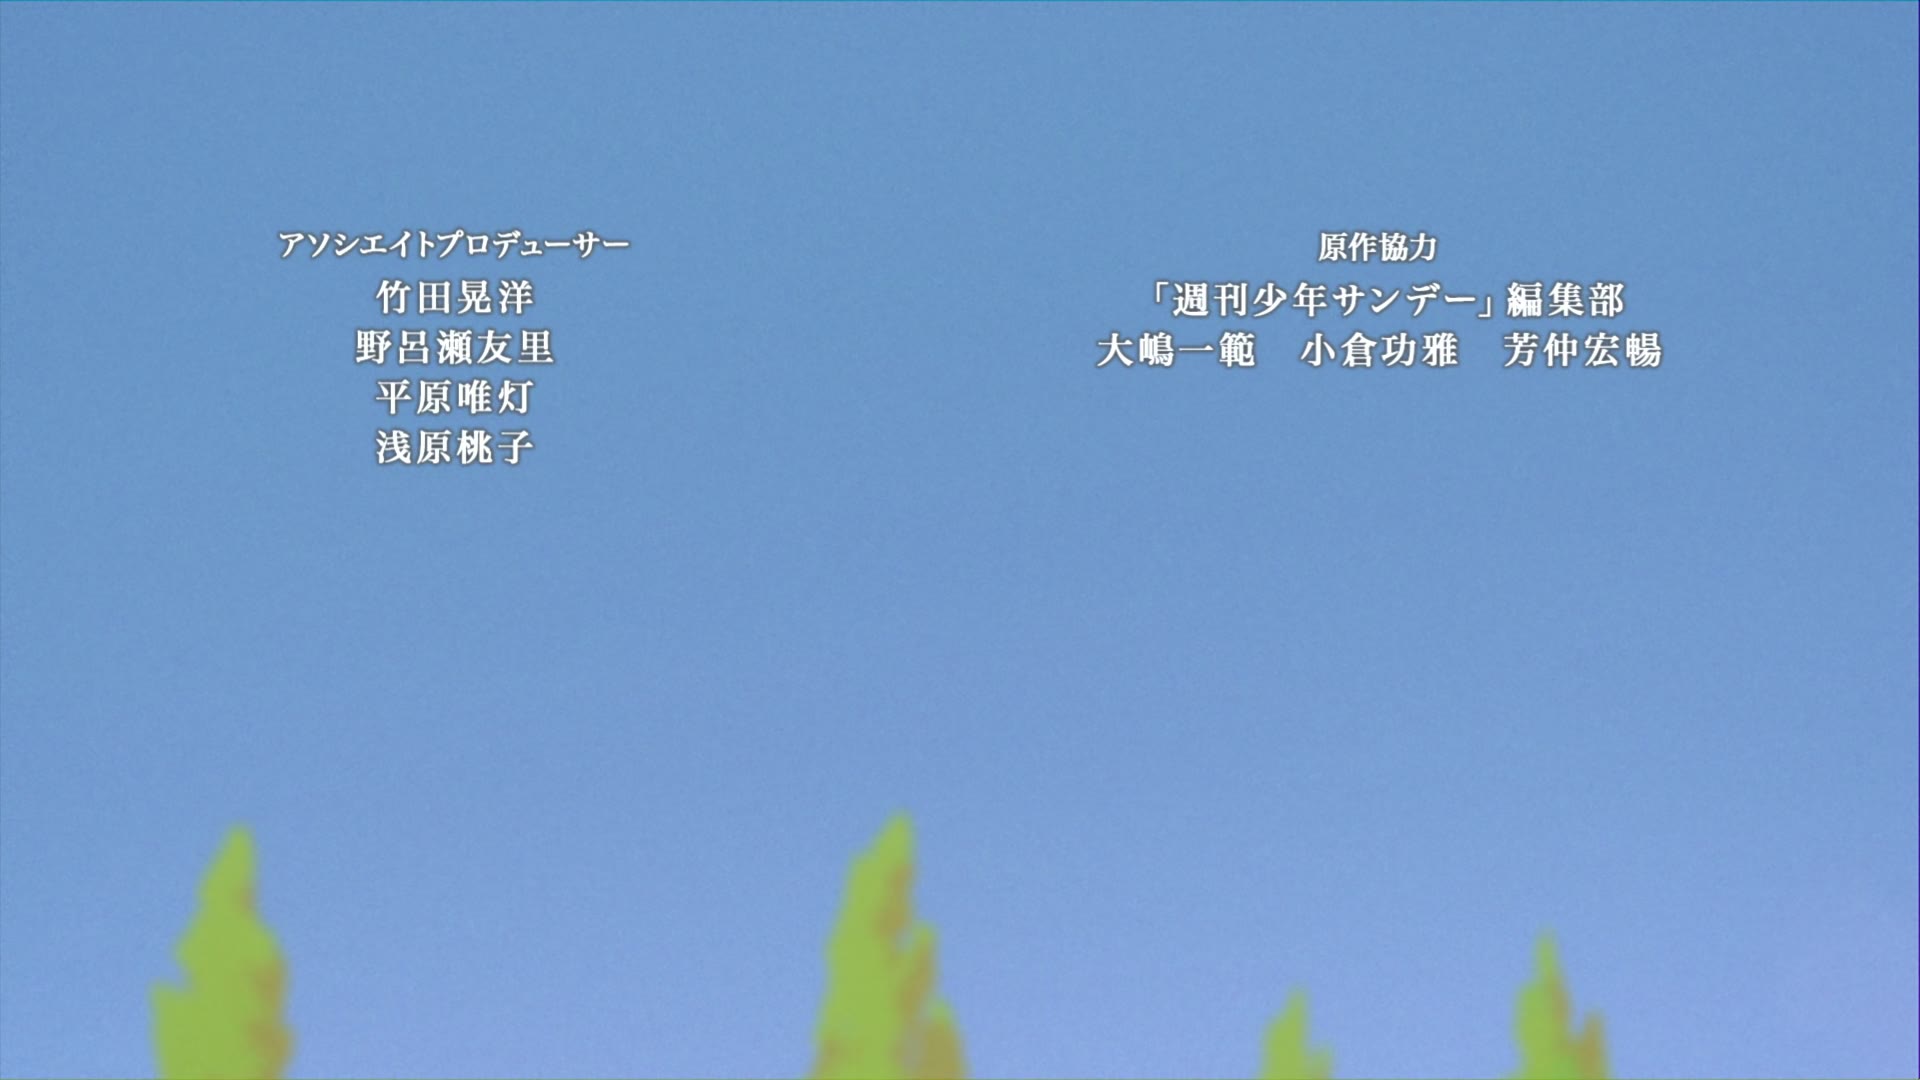 アソシエイトプロデューサー
竹田晃洋
野呂瀬友里
平原唯灯
浅原桃子
原作協力
「週刊少年サンデー」編集部
大嶋一範　小倉功雅　芳仲宏暢